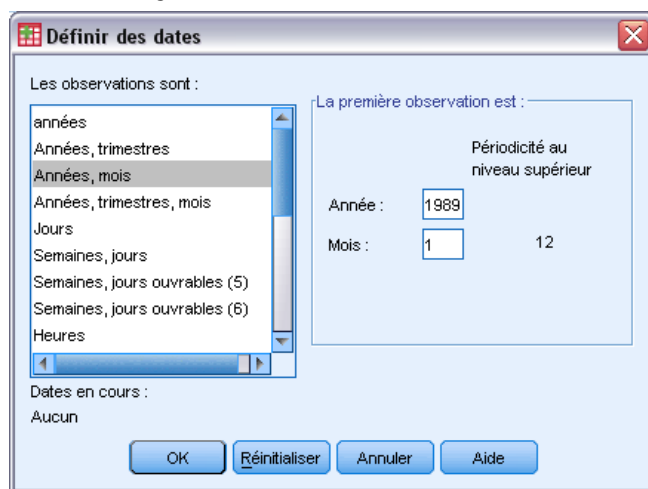 Définir des dates
Les observations sont :
années
Années, trimestres
Années, mois
Années, trimestres, mois
Jours
Semaines, jours
Semaines, jours ouvrables (5)
Semaines, jours ouvrables (6)
Heures
La première observation est :
Périodicité au
niveau supérieur
Année : 1989
Mois : 1 12
Dates en cours :
Aucun
OK Réinitialiser Annuler Aide